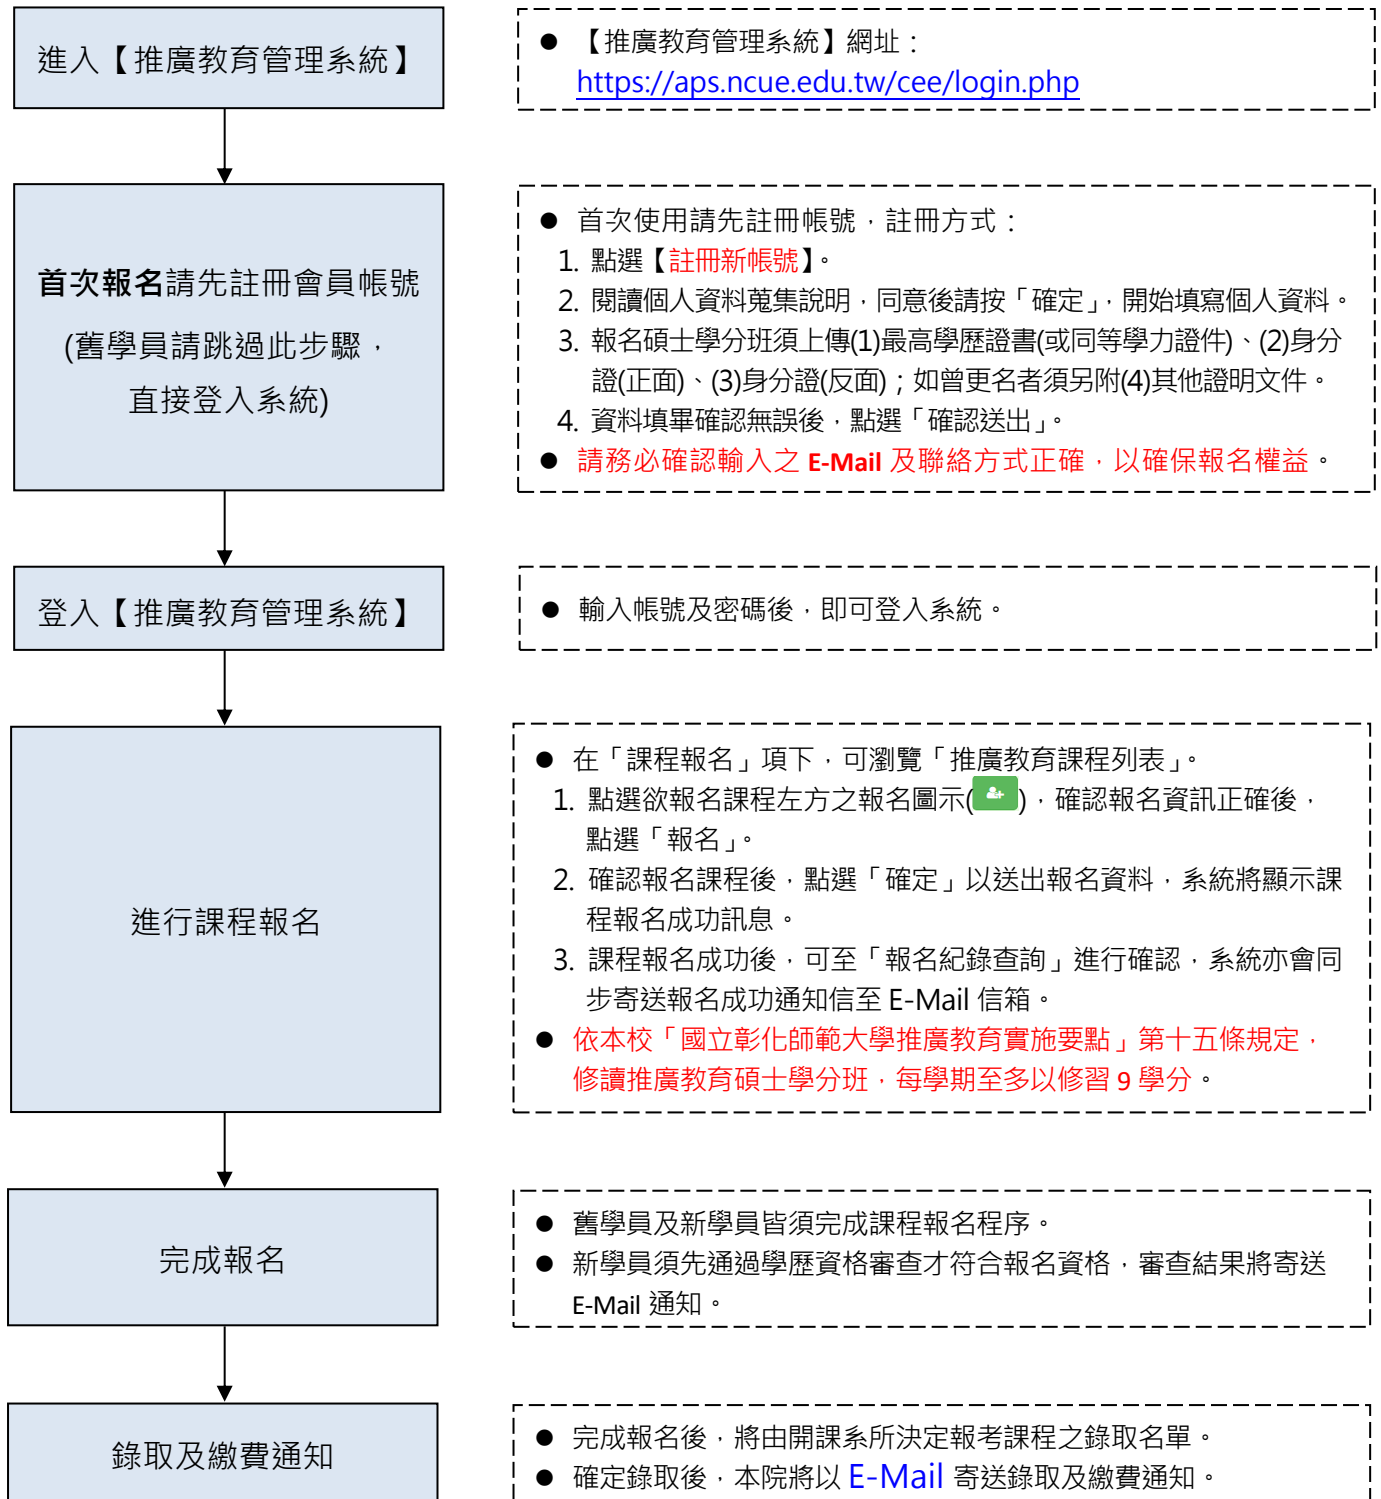 進入【推廣教育管理系統】
● 【推廣教育管理系統】網址：
https://aps.ncue.edu.tw/cee/login.php
首次報名請先註冊會員帳號
(舊學員請跳過此步驟，
直接登入系統)
● 首次使用請先註冊帳號，註冊方式：
1. 點選【註冊新帳號】。
2. 閱讀個人資料蒐集說明，同意後請按「確定」，開始填寫個人資料。
3. 報名碩士學分班須上傳(1)最高學歷證書(或同等學力證件)、(2)身分
證(正面)、(3)身分證(反面)；如曾更名者須另附(4)其他證明文件。
4. 資料填畢確認無誤後，點選「確認送出」。
● 請務必確認輸入之 E-Mail 及聯絡方式正確，以確保報名權益。
登入【推廣教育管理系統】
● 輸入帳號及密碼後，即可登入系統。
進行課程報名
● 在「課程報名」項下，可瀏覽「推廣教育課程列表」。
1. 點選欲報名課程左方之報名圖示()，確認報名資訊正確後，
點選「報名」。
2. 確認報名課程後，點選「確定」以送出報名資料，系統將顯示課
程報名成功訊息。
3. 課程報名成功後，可至「報名紀錄查詢」進行確認，系統亦會同
步寄送報名成功通知信至 E-Mail 信箱。
● 依本校「國立彰化師範大學推廣教育實施要點」第十五條規定，
修讀推廣教育碩士學分班，每學期至多以修習 9 學分。
完成報名
● 舊學員及新學員皆須完成課程報名程序。
● 新學員須先通過學歷資格審查才符合報名資格，審查結果將寄送
E-Mail 通知。
錄取及繳費通知
● 完成報名後，將由開課系所決定報考課程之錄取名單。
● 確定錄取後，本院將以 E-Mail 寄送錄取及繳費通知。